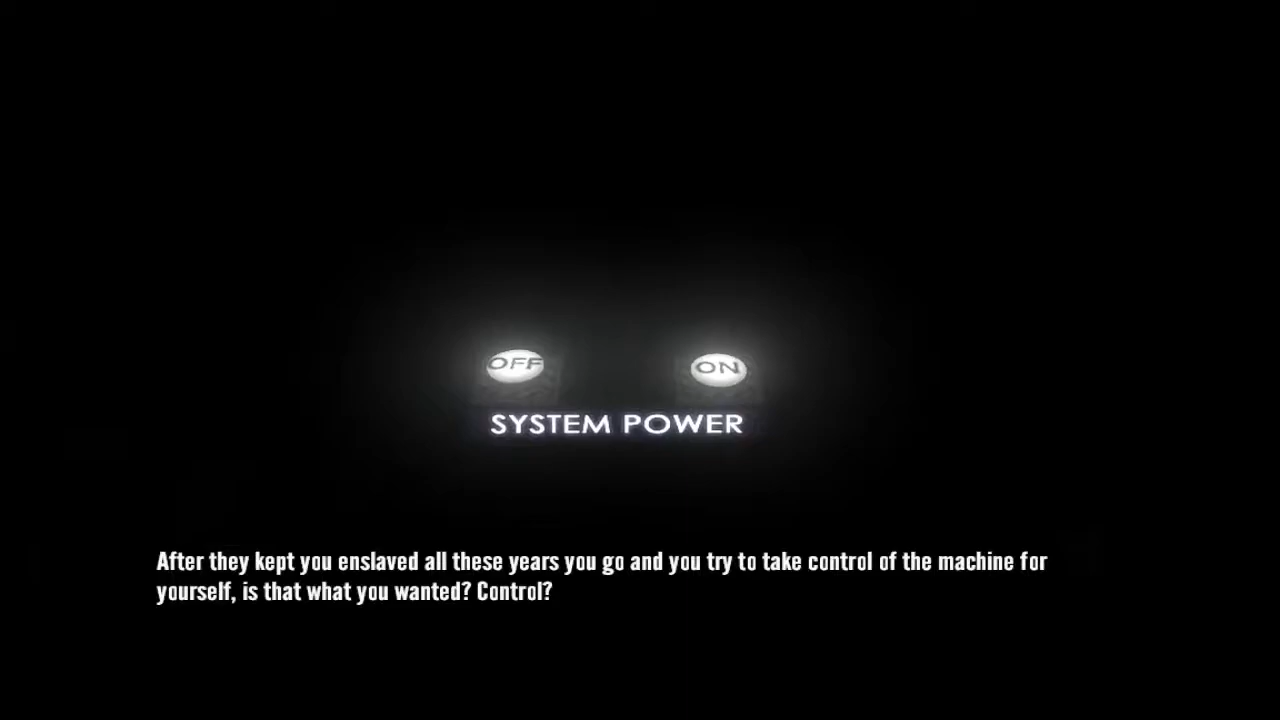 OFF ON
SYSTEM POWER
After they kept you enslaved all these years you go and you try to take control of the machine for
yourself, is that what you wanted? Control?